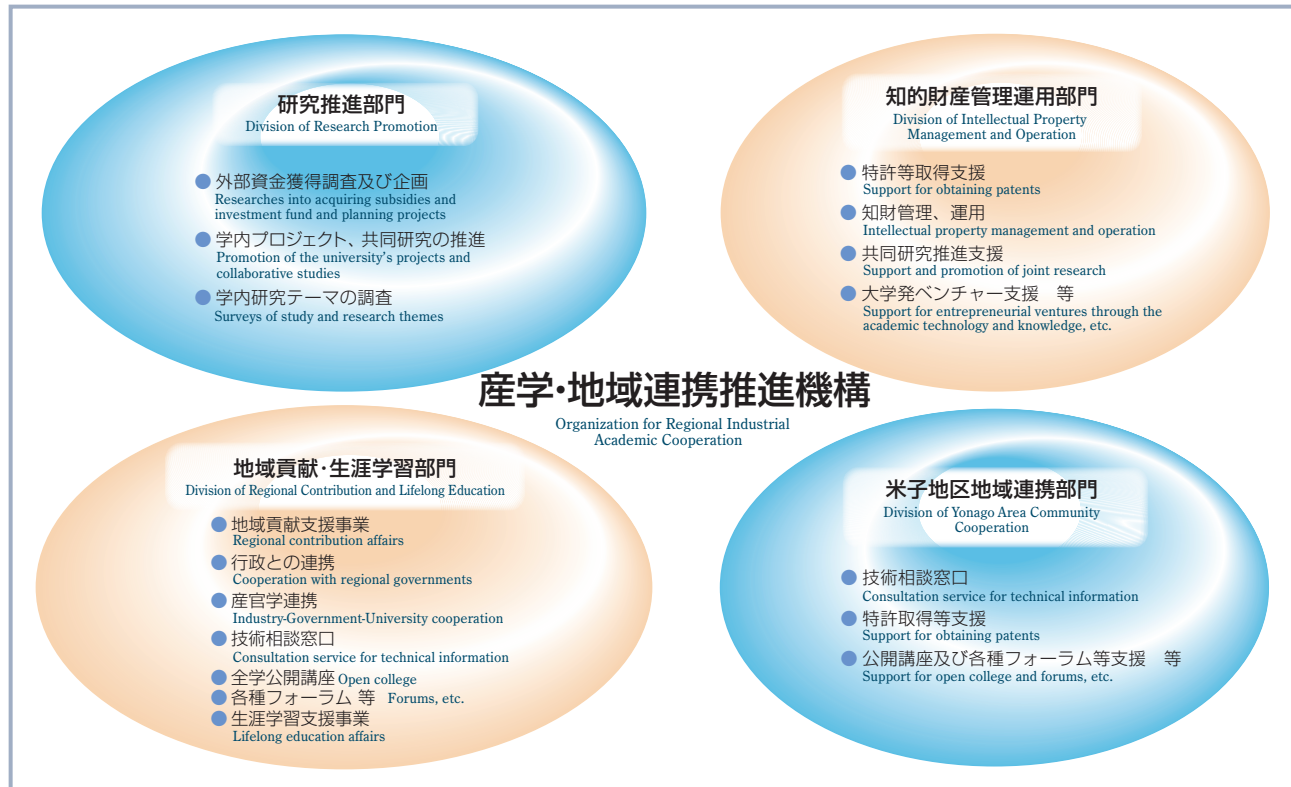 研究推進部門
Division of Research Promotion
● 外部資金獲得調査及び企画
Researches into acquiring subsidies and
investment fund and planning projects
● 学内プロジェクト、共同研究の推進
Promotion of the university's projects and
collaborative studies
● 学内研究テーマの調査
Surveys of study and research themes
知的財産管理運用部門
Division of Intellectual Property
Management and Operation
● 特許等取得支援
Support for obtaining patents
● 知財管理、運用
Intellectual property management and operation
● 共同研究推進支援
Support and promotion of joint research
● 大学発ベンチャー支援　等
Support for entrepreneurial ventures through the
academic technology and knowledge, etc.
産学・地域連携推進機構
Organization for Regional Industrial
Academic Cooperation
地域貢献・生涯学習部門
Division of Regional Contribution and Lifelong Education
● 地域貢献支援事業
Regional contribution affairs
● 行政との連携
Cooperation with regional governments
● 産官学連携
Industry-Government-University cooperation
● 技術相談窓口
Consultation service for technical information
● 全学公開講座 Open college
● 各種フォーラム 等 Forums, etc.
● 生涯学習支援事業
Lifelong education affairs
米子地区地域連携部門
Division of Yonago Area Community
Cooperation
● 技術相談窓口
Consultation service for technical information
● 特許取得等支援
Support for obtaining patents
● 公開講座及び各種フォーラム等支援　等
Support for open college and forums, etc.